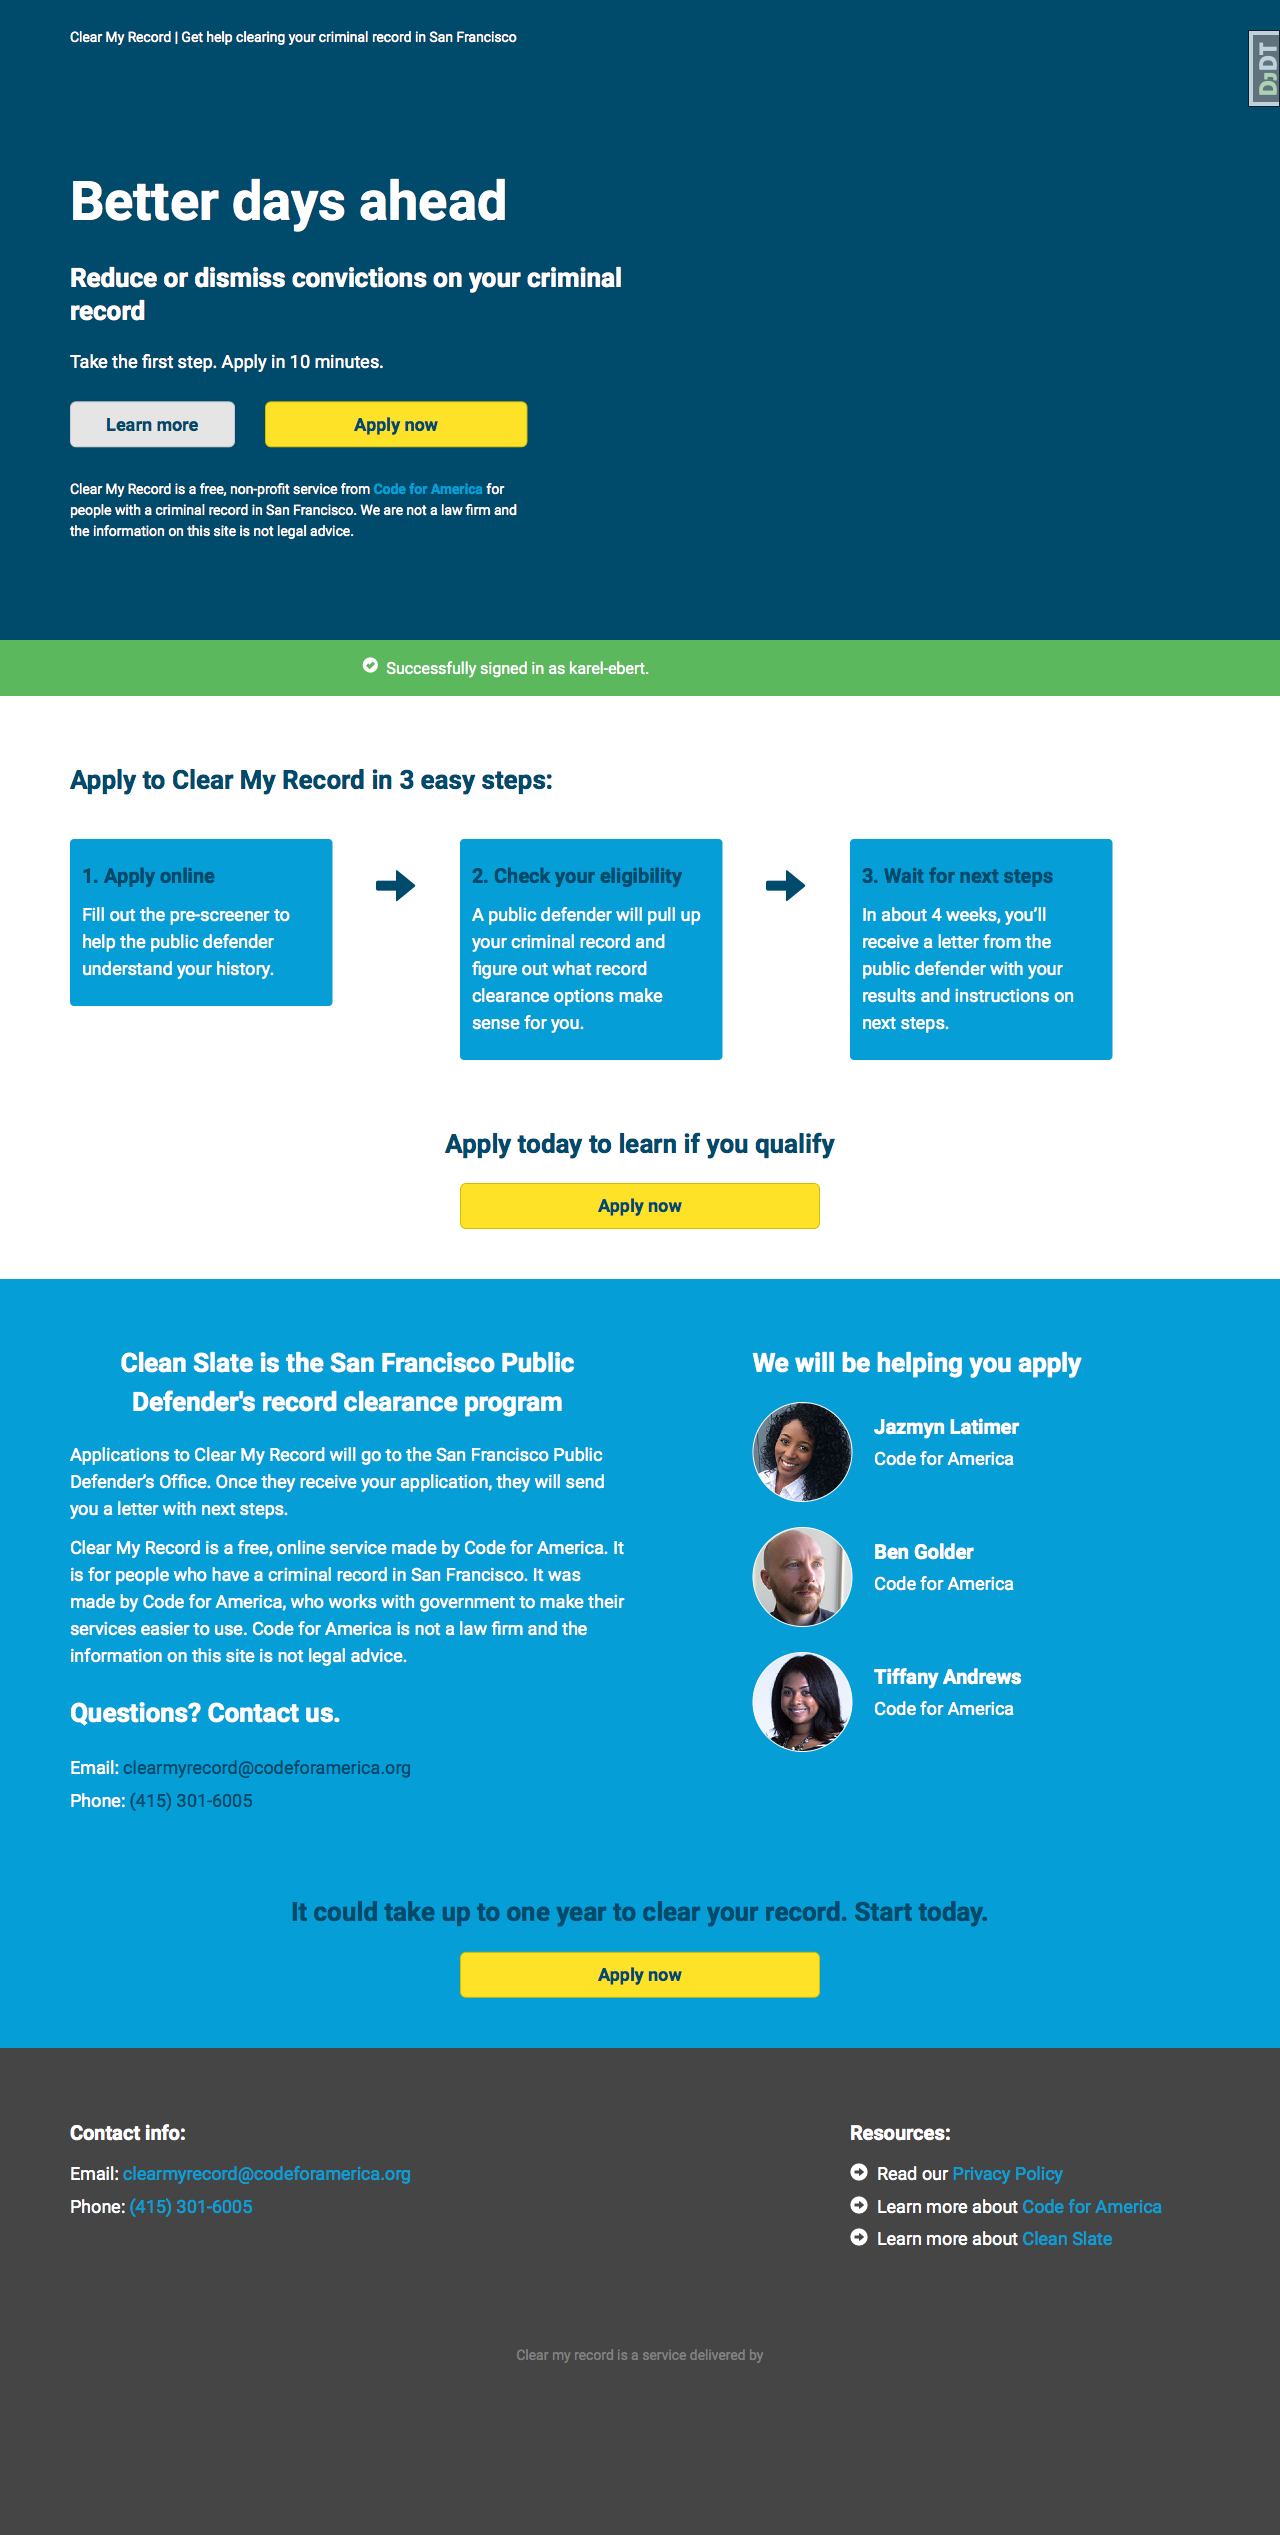 Clear My Record | Get help clearing your criminal record in San Francisco
DJDT
Better days ahead
Reduce or dismiss convictions on your criminal
record
Take the first step. Apply in 10 minutes.
Learn more
Apply now
Clear My Record is a free, non-profit service from Code for America for
people with a criminal record in San Francisco. We are not a law firm and
the information on this site is not legal advice.
Successfully signed in as karel-ebert.
Apply to Clear My Record in 3 easy steps:
1. Apply online
Fill out the pre-screener to
help the public defender
understand your history.
2. Check your eligibility
A public defender will pull up
your criminal record and
figure out what record
clearance options make
sense for you.
3. Wait for next steps
In about 4 weeks, you’ll
receive a letter from the
public defender with your
results and instructions on
next steps.
Apply today to learn if you qualify
Apply now
Clean Slate is the San Francisco Public
Defender's record clearance program
Applications to Clear My Record will go to the San Francisco Public
Defender’s Office. Once they receive your application, they will send
you a letter with next steps.
Clear My Record is a free, online service made by Code for America. It
is for people who have a criminal record in San Francisco. It was
made by Code for America, who works with government to make their
services easier to use. Code for America is not a law firm and the
information on this site is not legal advice.
Questions? Contact us.
Email: clearmyrecord@codeforamerica.org
Phone: (415) 301-6005
We will be helping you apply
Jazmyn Latimer
Code for America
Ben Golder
Code for America
Tiffany Andrews
Code for America
It could take up to one year to clear your record. Start today.
Apply now
Contact info:
Email: clearmyrecord@codeforamerica.org
Phone: (415) 301-6005
Resources:
Read our Privacy Policy
Learn more about Code for America
Learn more about Clean Slate
Clear my record is a service delivered by